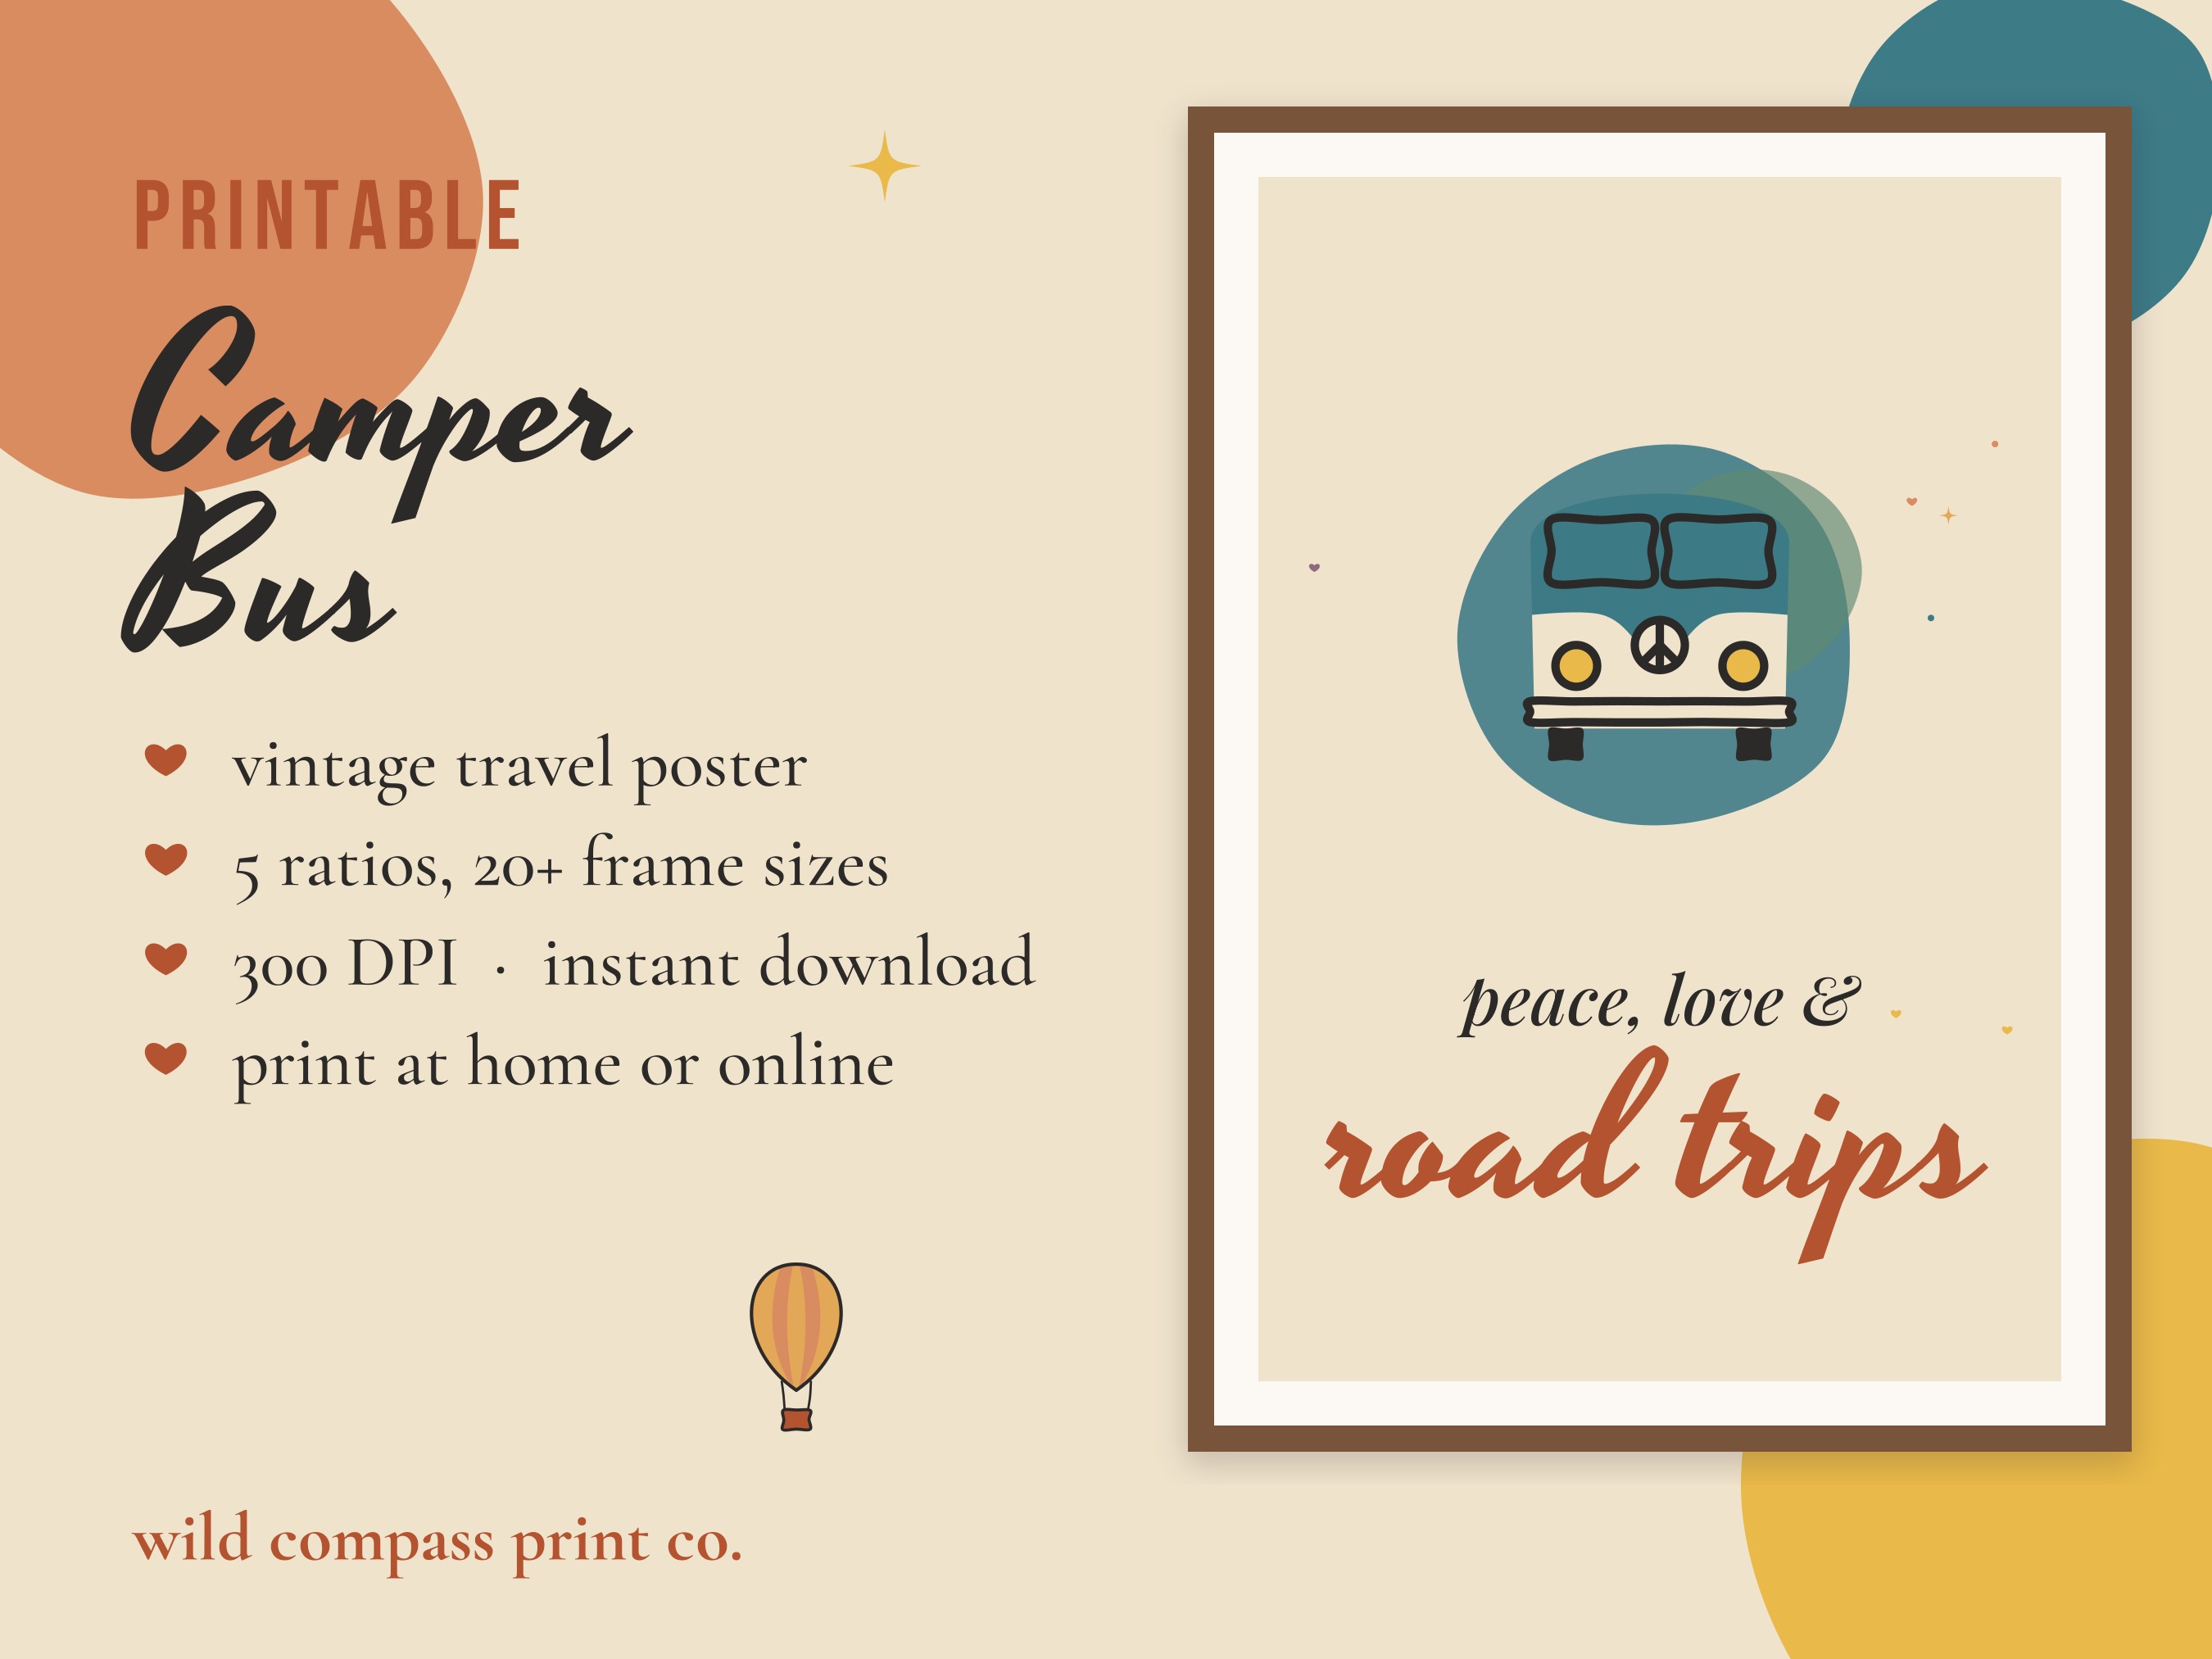 PRINTABLE
Camper
Bus
vintage travel poster
5 ratios, 20+ frame sizes
300 DPI · instant download
print at home or online
wild compass print co.
peace, love &
road trips